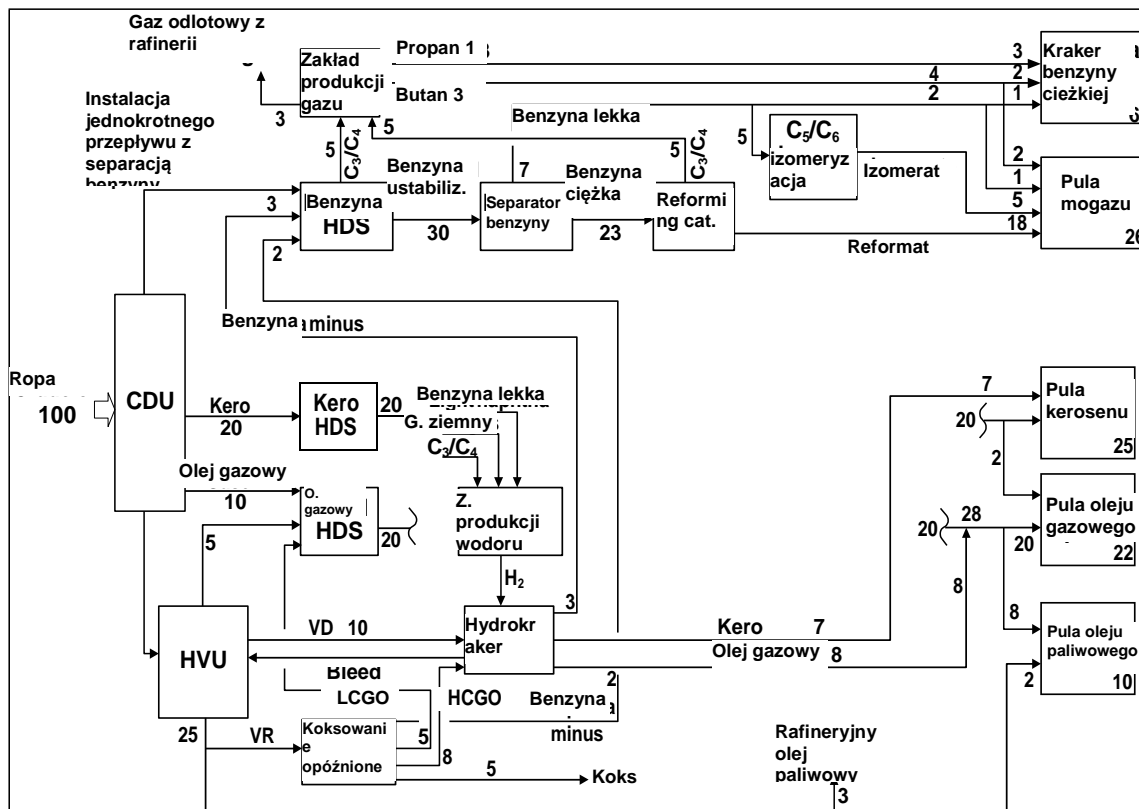 Gaz odlotowy z
rafinerii
Propan 1
Zakład
produkcji
gazu
Butan 3
3
4
2
2
1
Kraker
benzyny
cieżkiej
Instalacja
jednokrotnego
przepływu z
separacją
benzyny
3
5
C3/C4
5
Benzyna lekka
5
C3/C4
5
C5/C6
izomeryz
acja
Izomerat
2
1
5
18
Pula
mogazu
26
3
2
Benzyna
HDS
Benzyna
ustabiliz.
30
7
Separator
benzyny
Benzyna
ciężka
23
Reformi
ng cat.
Reformat
Benzyna
minus
Ropa
100
CDU
Kero
20
Kero
HDS
20
Benzyna lekka
G. ziemny
C3/C4
7
20
Pula
kerosenu
25
2
Olej gazowy
10
O.
gazowy
HDS
20
Z.
produkcji
wodoru
20
28
20
Pula oleju
gazowego
22
5
H2
3
8
8
HVU
VD 10
Hydrokr
aker
Kero 7
Olej gazowy
8
Pula oleju
paliwowego
10
2
Bleed
LCGO
HCGO
Benzyna
minus
2
25
VR
Koksowani
e
opóźnione
5
8
5
Koks
Rafineryjny
olej
paliwowy
3